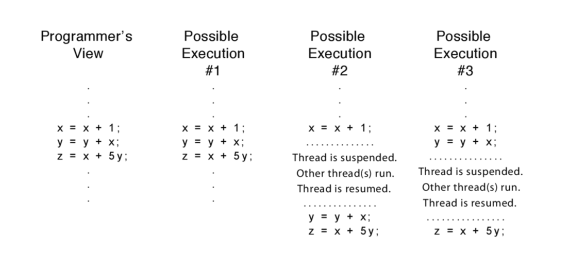 Programmer's View
. . .
x = x + 1;
y = y + x;
z = x + 5y;
. . .
Possible Execution #1
. . .
x = x + 1;
y = y + x;
z = x + 5y;
. . .
Possible Execution #2
. . .
x = x + 1;
..............
Thread is suspended.
Other thread(s) run.
Thread is resumed.
...............
y = y + x;
z = x + 5y;
Possible Execution #3
. . .
x = x + 1;
y = y + x;
...............
Thread is suspended.
Other thread(s) run.
Thread is resumed.
................
z = x + 5y;